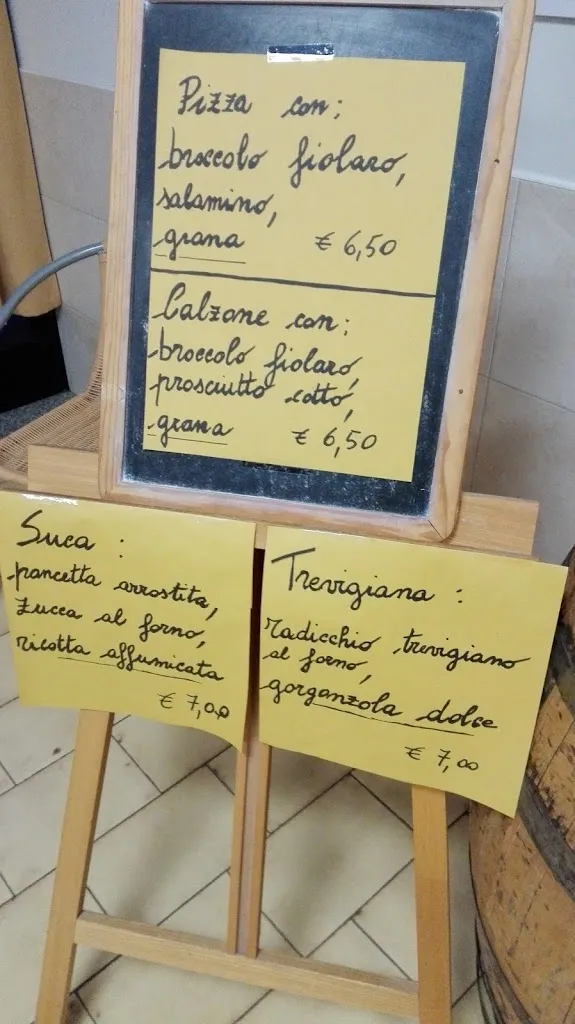 Pizza con:
broccolo fiolaro,
salamino,
grana € 6,50
Calzone con:
broccolo fiolaro,
prosciutto cotto,
grana € 6,50
Suca:
pancetta arrostita,
zucca al forno,
ricotta affumicata
€ 7,00
Trevigiana:
radicchio trevigiano
al forno,
gorganzola dolce
€ 7,00